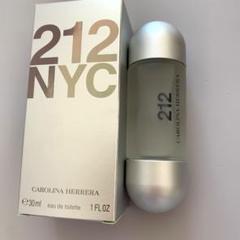 212
NYC
CAROLINA HERRERA
℮30ml eau de toilette 1 FL OZ
212
CAROLINA HERRERA